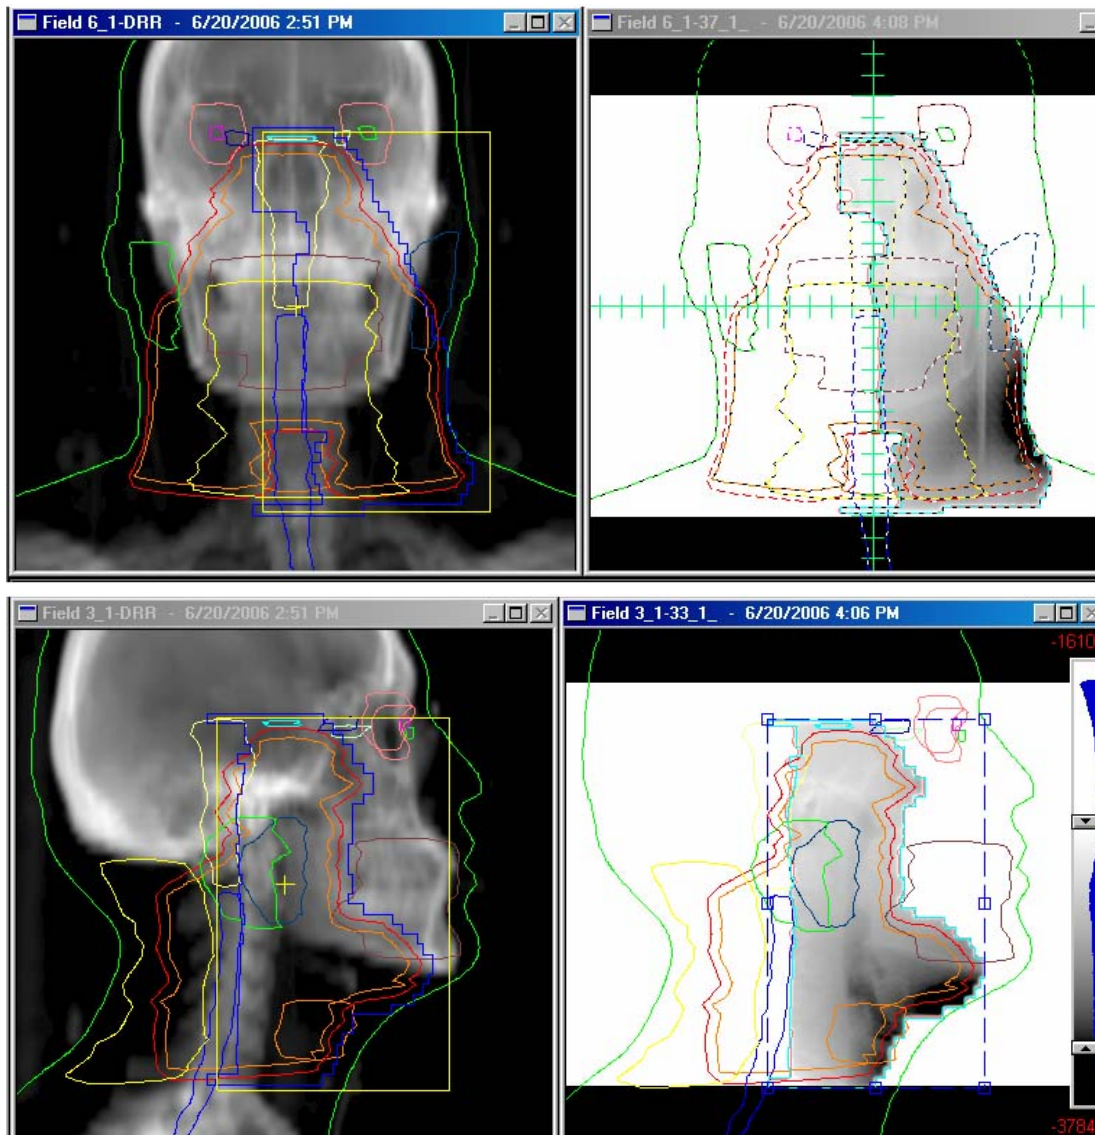 Field 6_1-DRR - 6/20/2006 2:51 PM
Field 6_1-37_1_ - 6/20/2006 4:08 PM
Field 3_1-DRR - 6/20/2006 2:51 PM
Field 3_1-33_1_ - 6/20/2006 4:06 PM
-1610
-3784